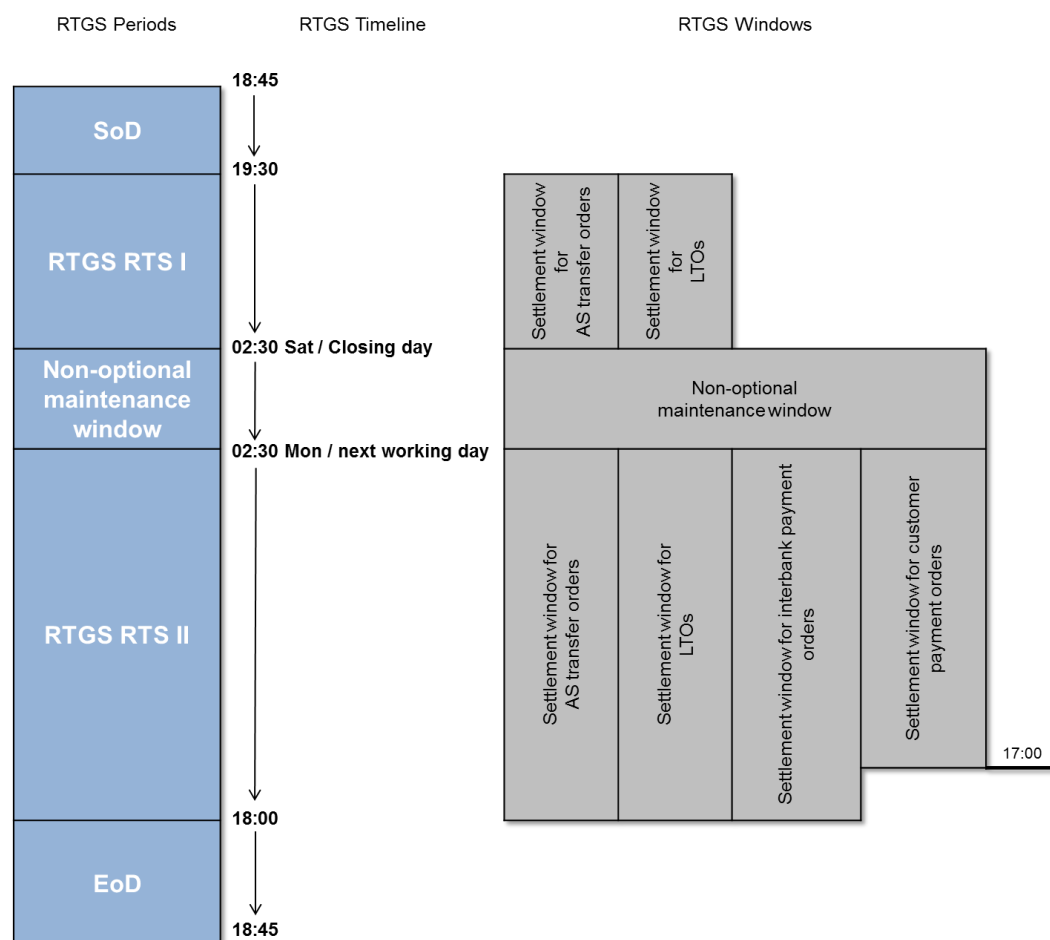 RTGS Periods
RTGS Timeline
RTGS Windows
18:45
SoD
19:30
RTGS RTS I
Settlement window
for
AS transfer orders
Settlement window
for
LTOs
02:30 Sat / Closing day
Non-optional
maintenance
window
Non-optional
maintenance window
02:30 Mon / next working day
RTGS RTS II
Settlement window for
AS transfer orders
Settlement window for
LTOs
Settlement window for interbank payment
orders
Settlement window for customer
payment orders
17:00
18:00
EoD
18:45